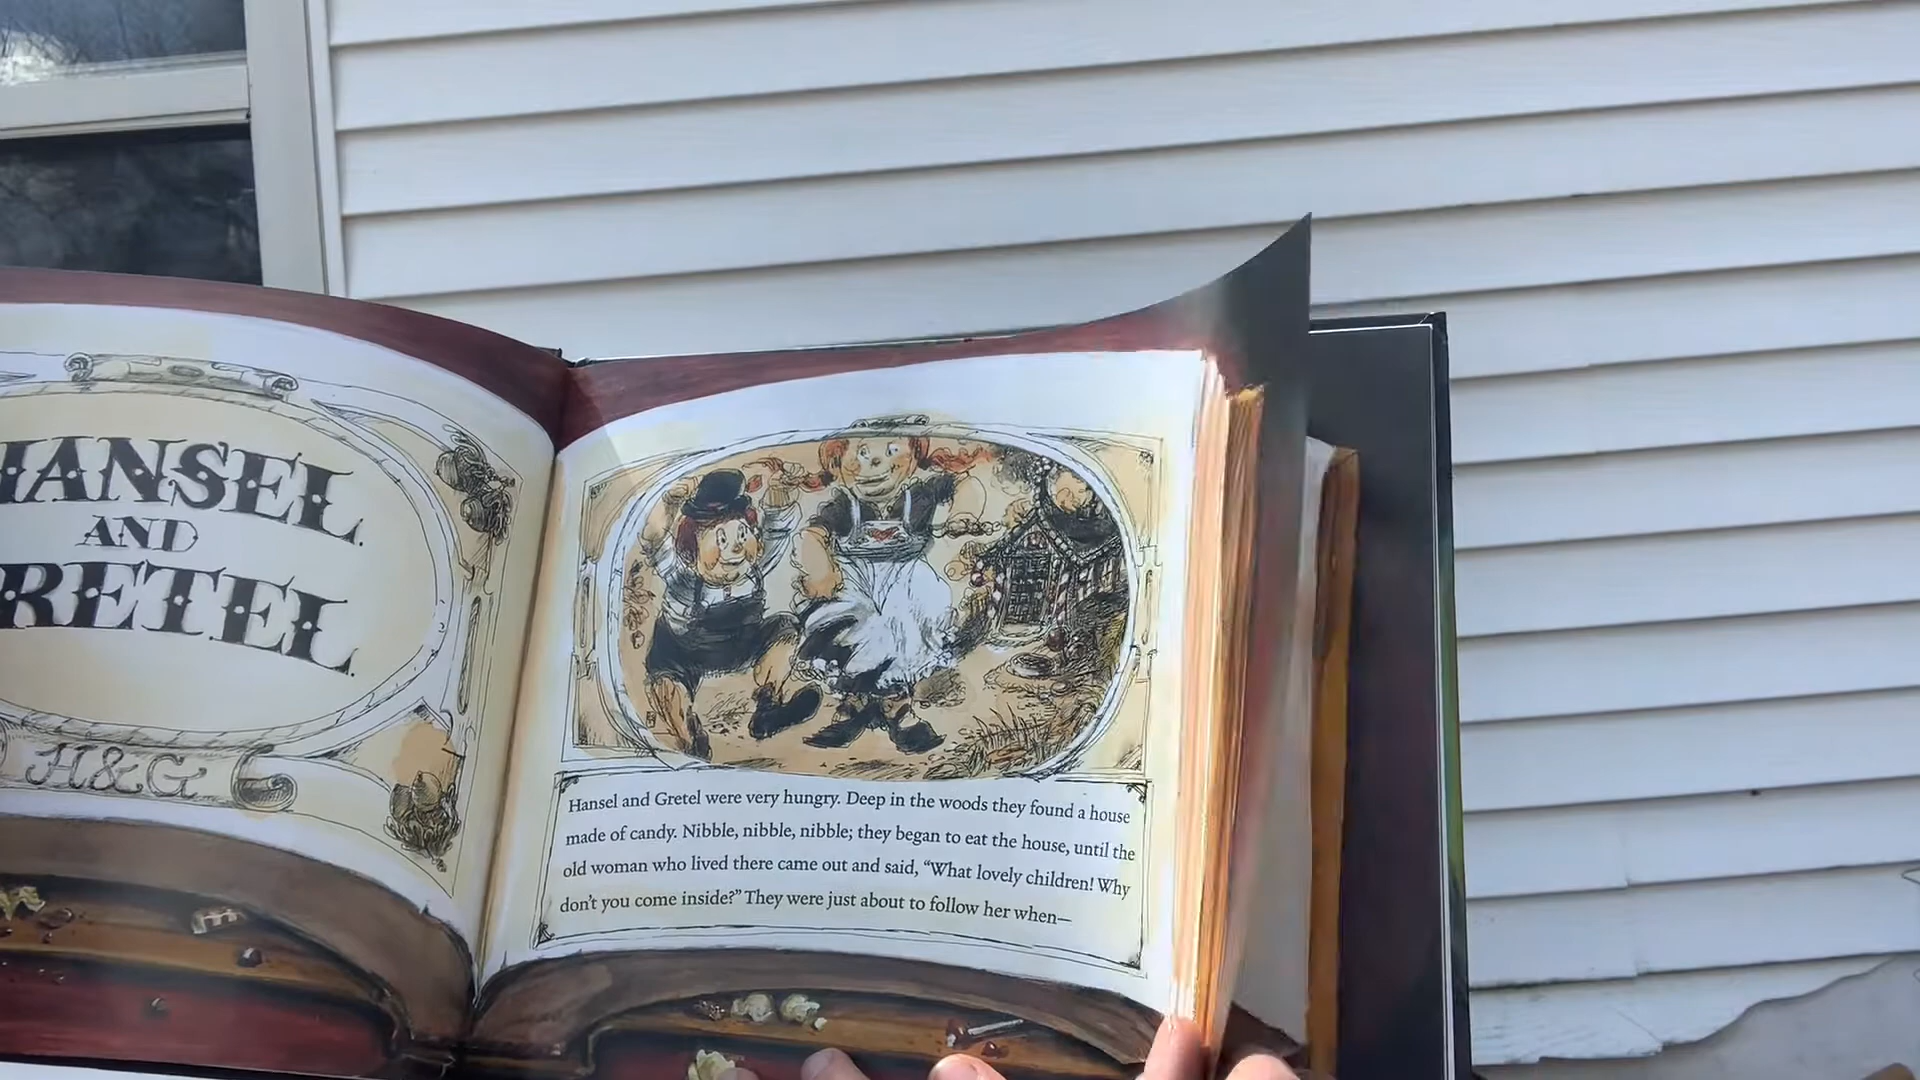 HANSEL
AND
RETEL
H&G
Hansel and Gretel were very hungry. Deep in the woods they found a house
made of candy. Nibble, nibble, nibble; they began to eat the house, until the
old woman who lived there came out and said, “What lovely children! Why
don’t you come inside?” They were just about to follow her when—